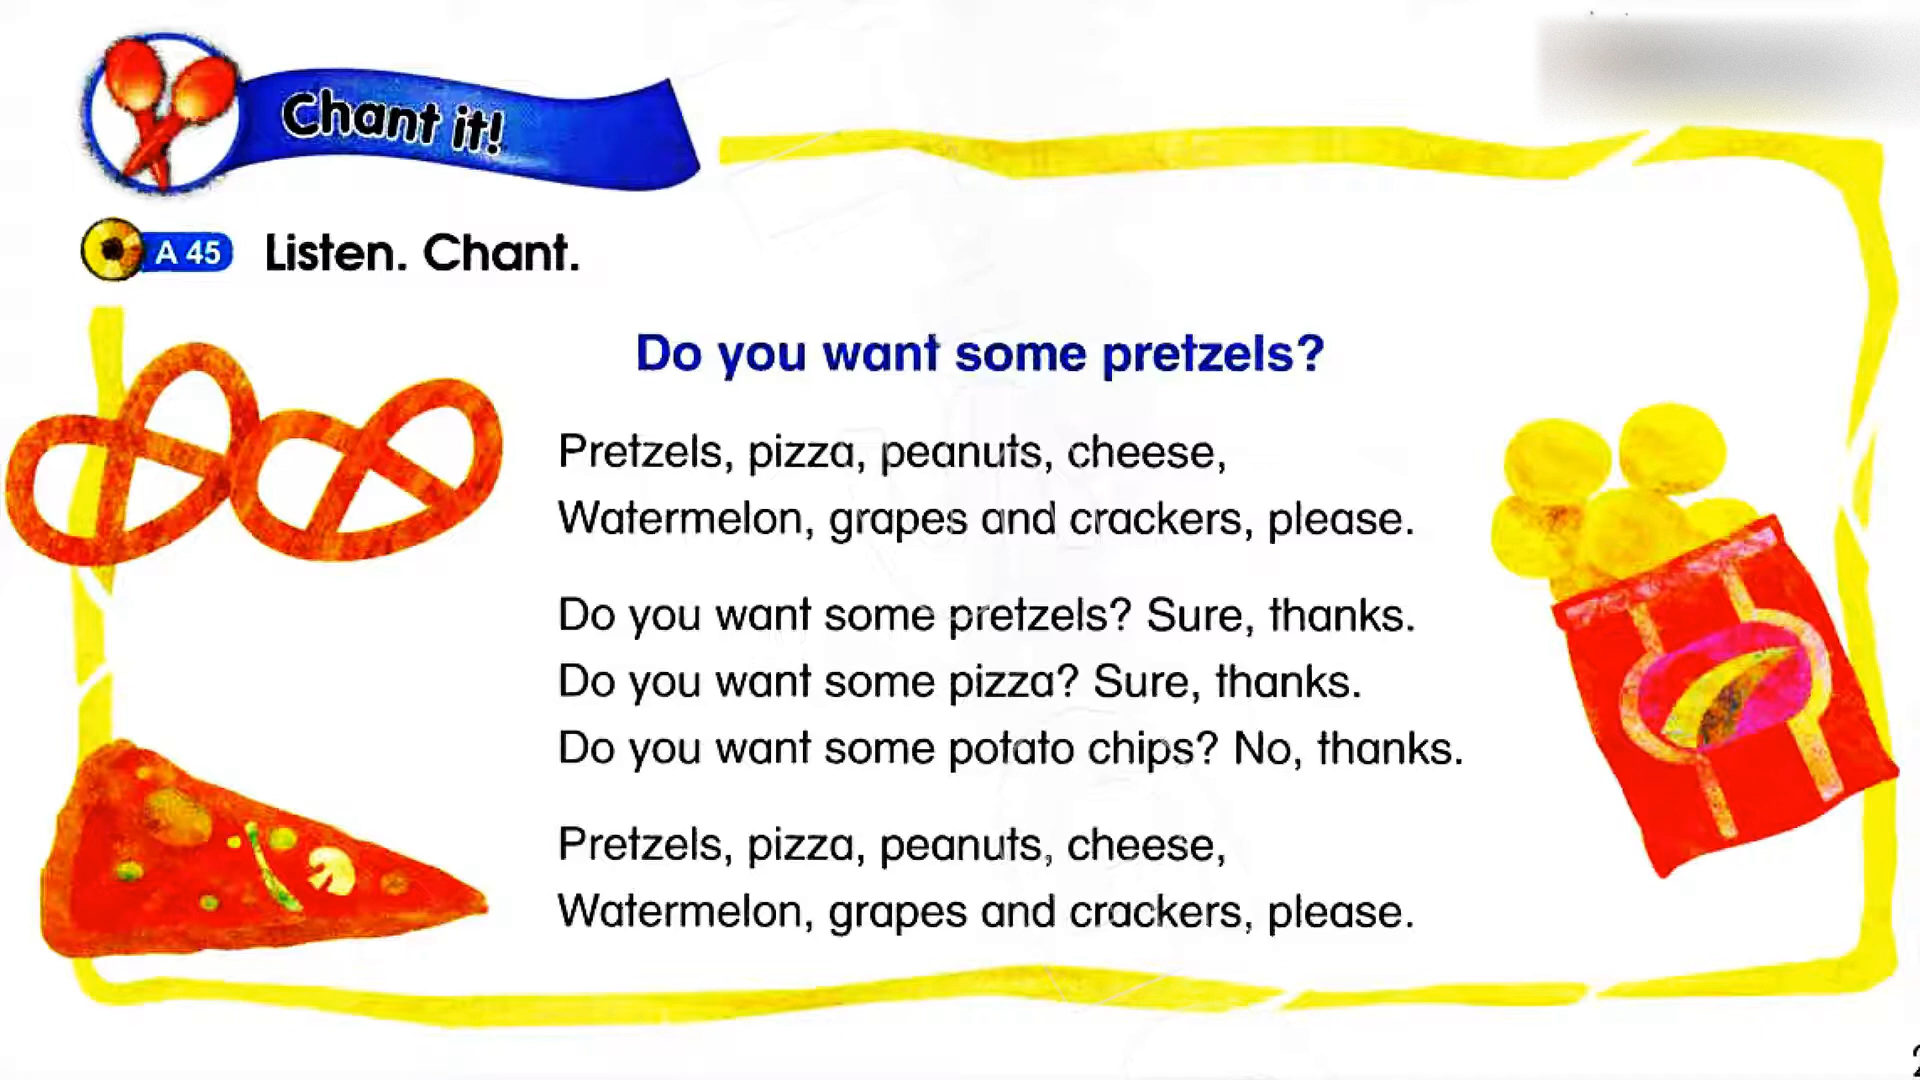 Chant it!
A 45 Listen. Chant.
Do you want some pretzels?
Pretzels, pizza, peanuts, cheese,
Watermelon, grapes and crackers, please.
Do you want some pretzels? Sure, thanks.
Do you want some pizza? Sure, thanks.
Do you want some potato chips? No, thanks.
Pretzels, pizza, peanuts, cheese,
Watermelon, grapes and crackers, please.